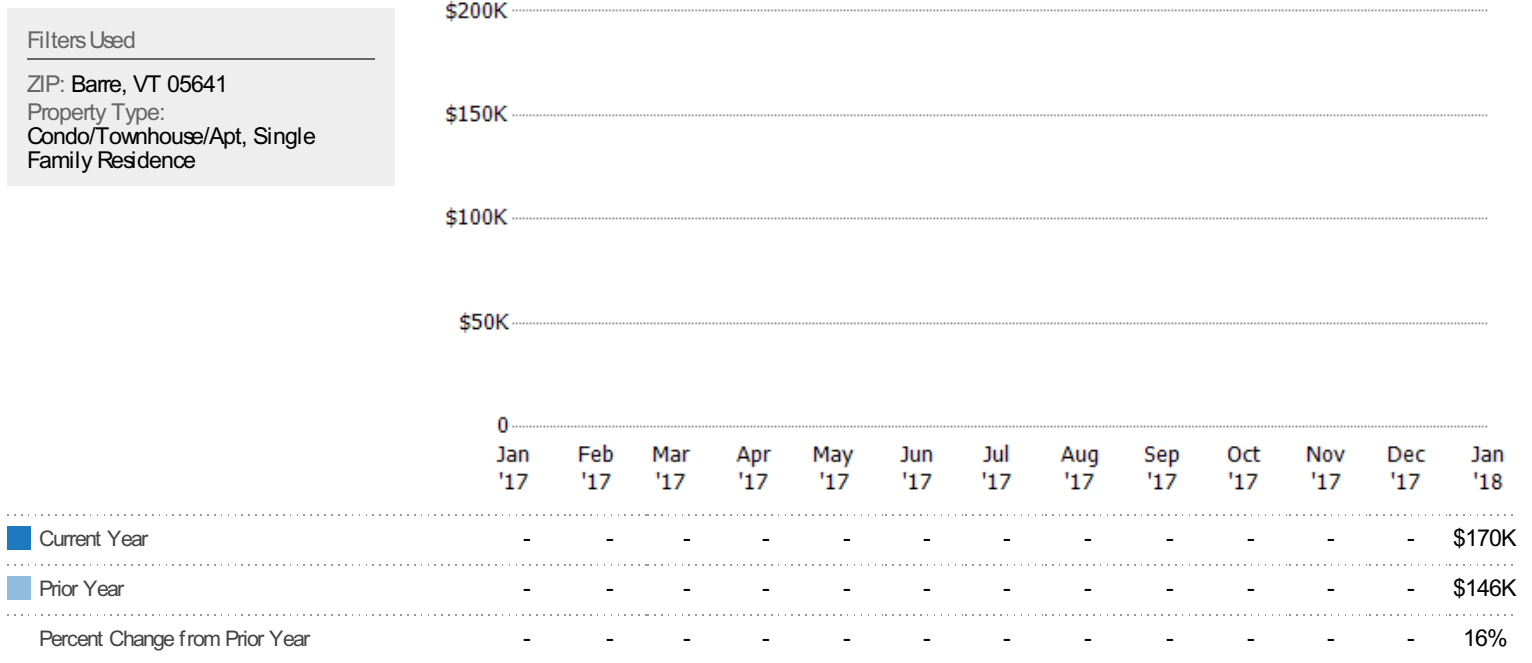 Filters Used
ZIP: Barre, VT 05641
Property Type:
Condo/Townhouse/Apt, Single
Family Residence
$200K
$150K
$100K
$50K
0
Jan Feb Mar Apr May Jun Jul Aug Sep Oct Nov Dec Jan
'17 '17 '17 '17 '17 '17 '17 '17 '17 '17 '17 '17 '18
Current Year - - - - - - - - - - - - $170K
Prior Year - - - - - - - - - - - - $146K
Percent Change from Prior Year - - - - - - - - - - - - 16%